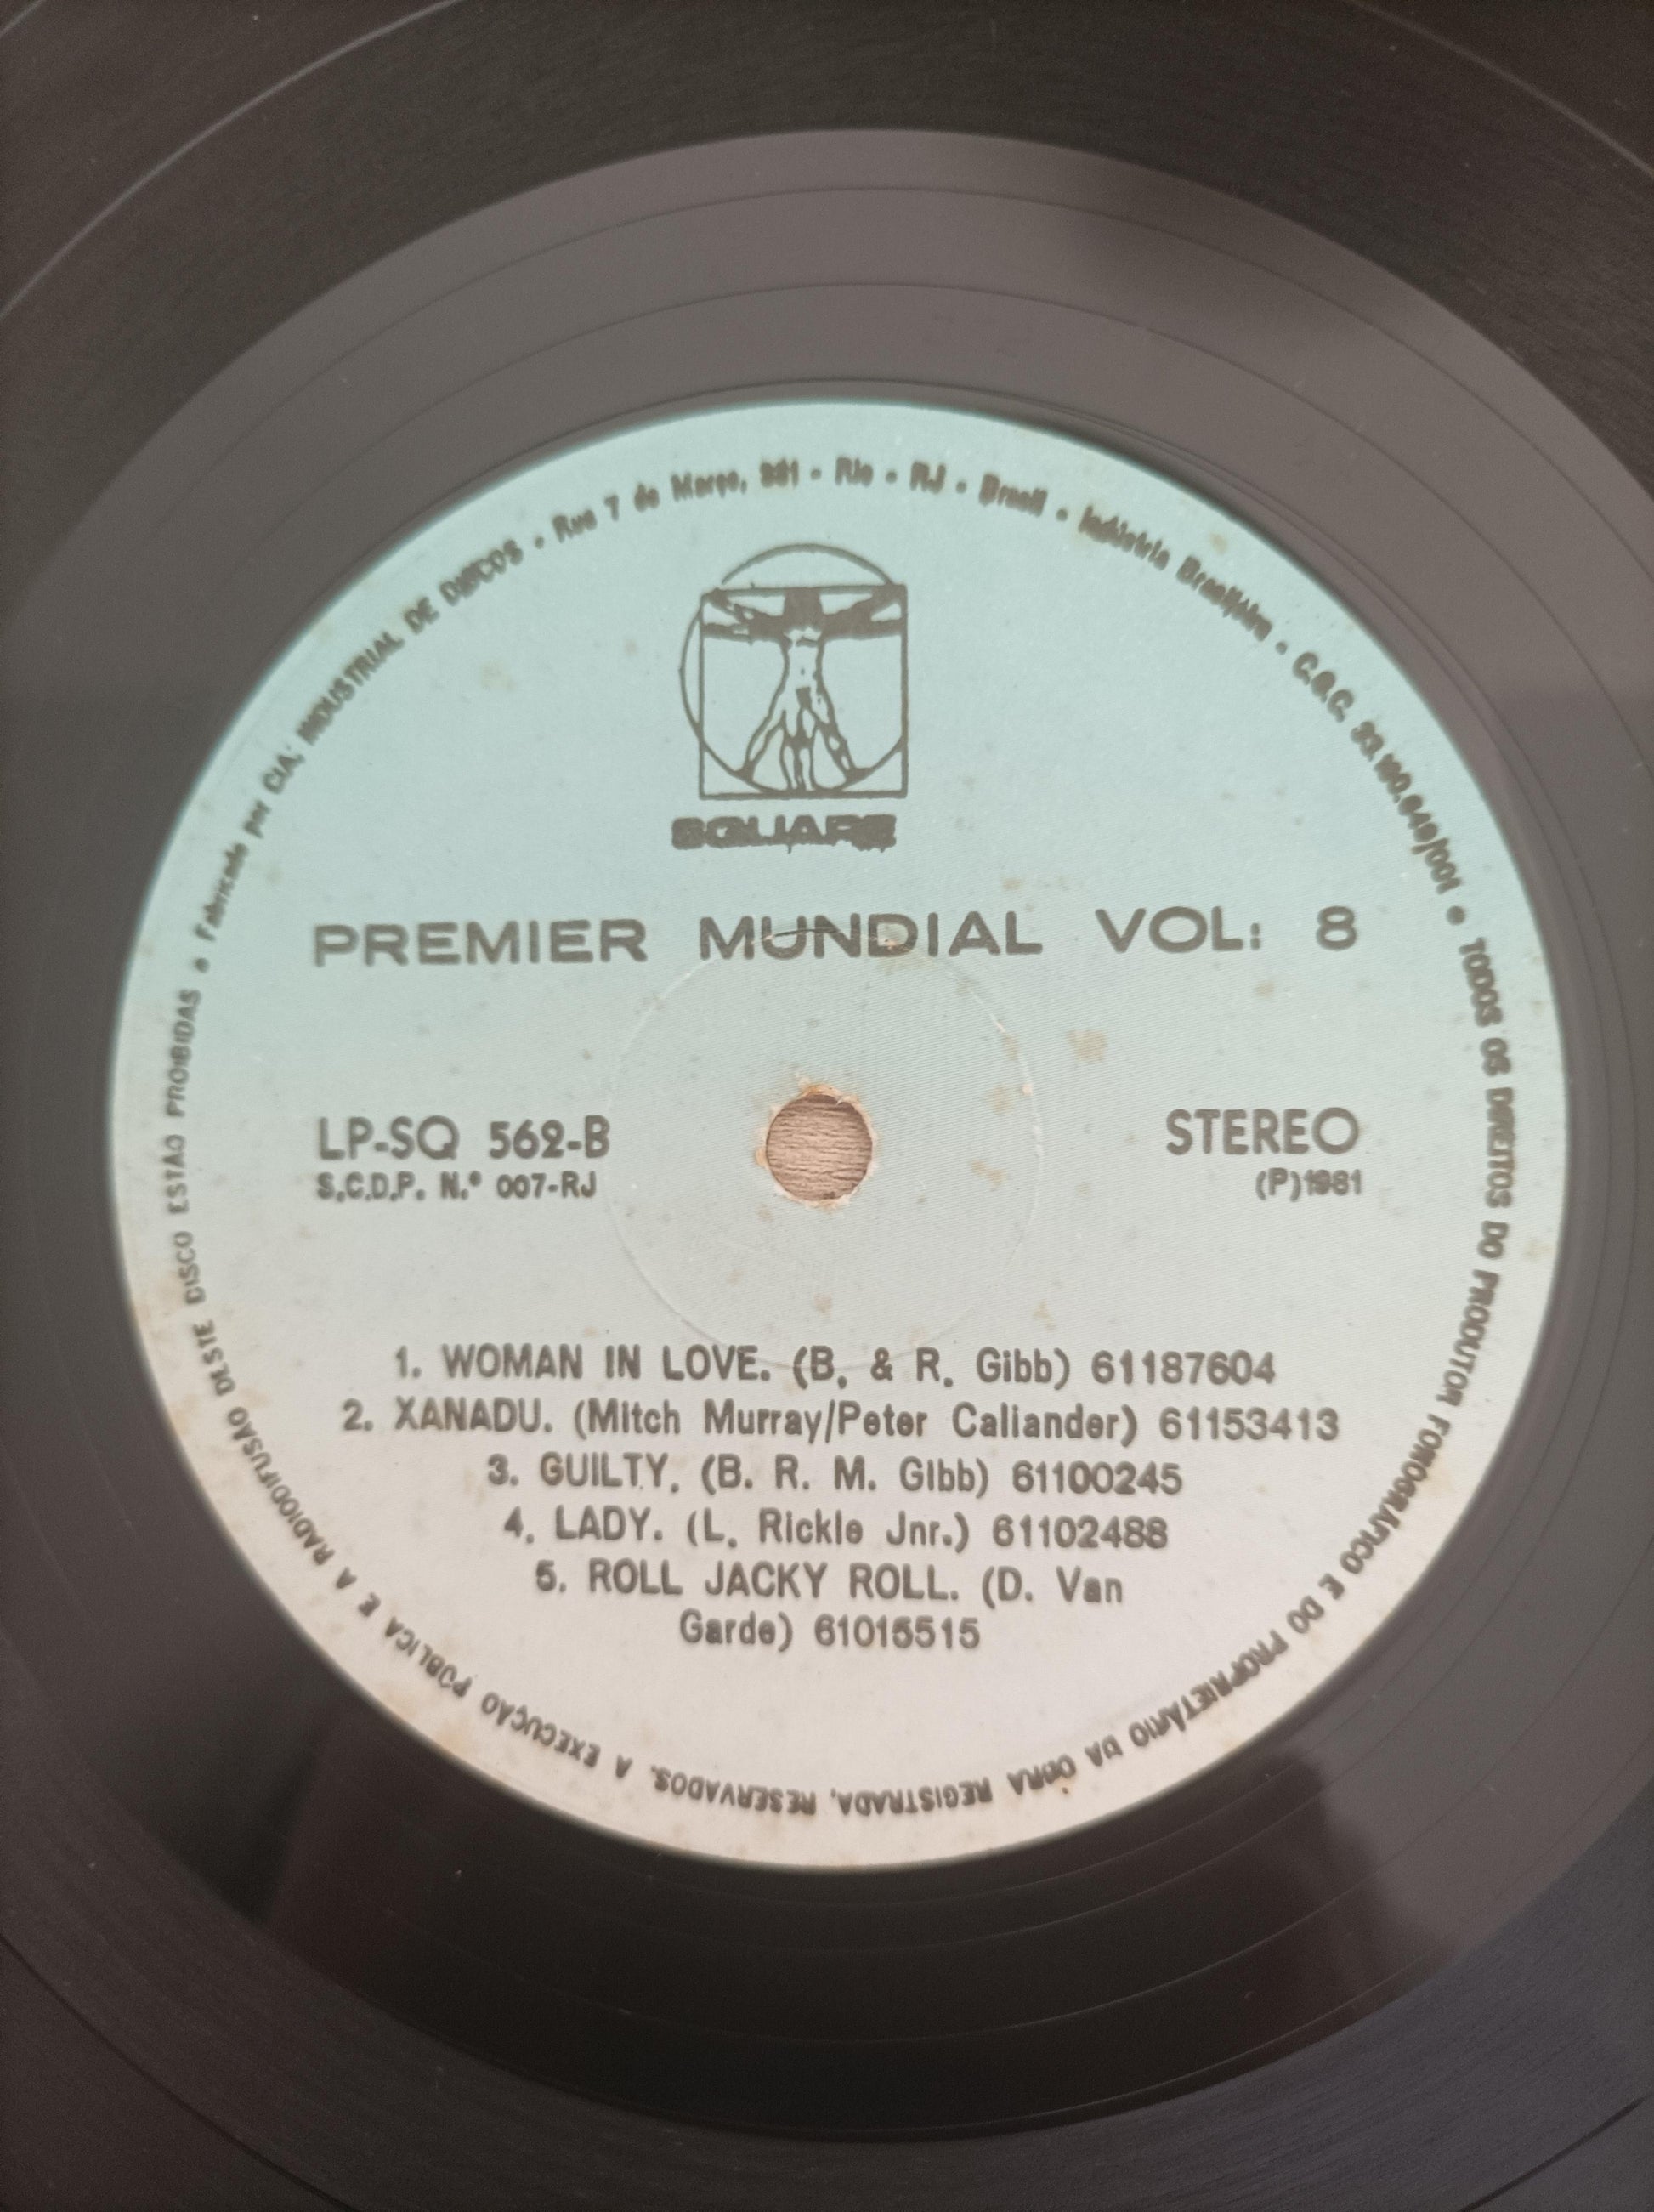 Fabricado por CIA. INDUSTRIAL DE DISCOS • Rua 7 de Março, • Rio • RJ • Brasil • Indústria Brasileira •
• TODOS OS DIREITOS DO PRODUTOR FONOGRÁFICO E DO PROPRIETÁRIO DA OBRA REGISTRADA, RESERVADOS. A EXECUÇÃO PÚBLICA E A RADIODIFUSÃO DESTE DISCO ESTÃO PROIBIDAS •
SQUARE
PREMIER MUNDIAL VOL: 8
LP-SQ 562-B
S.C.D.P. N.º 007-RJ
STEREO
(P)1981
1. WOMAN IN LOVE. (B. & R. Gibb) 61187604
2. XANADU. (Mitch Murray/Peter Caliander) 61153413
3. GUILTY. (B. R. M. Gibb) 61100245
4. LADY. (L. Rickie Jnr.) 61102488
5. ROLL JACKY ROLL. (D. Van
Garde) 61015515